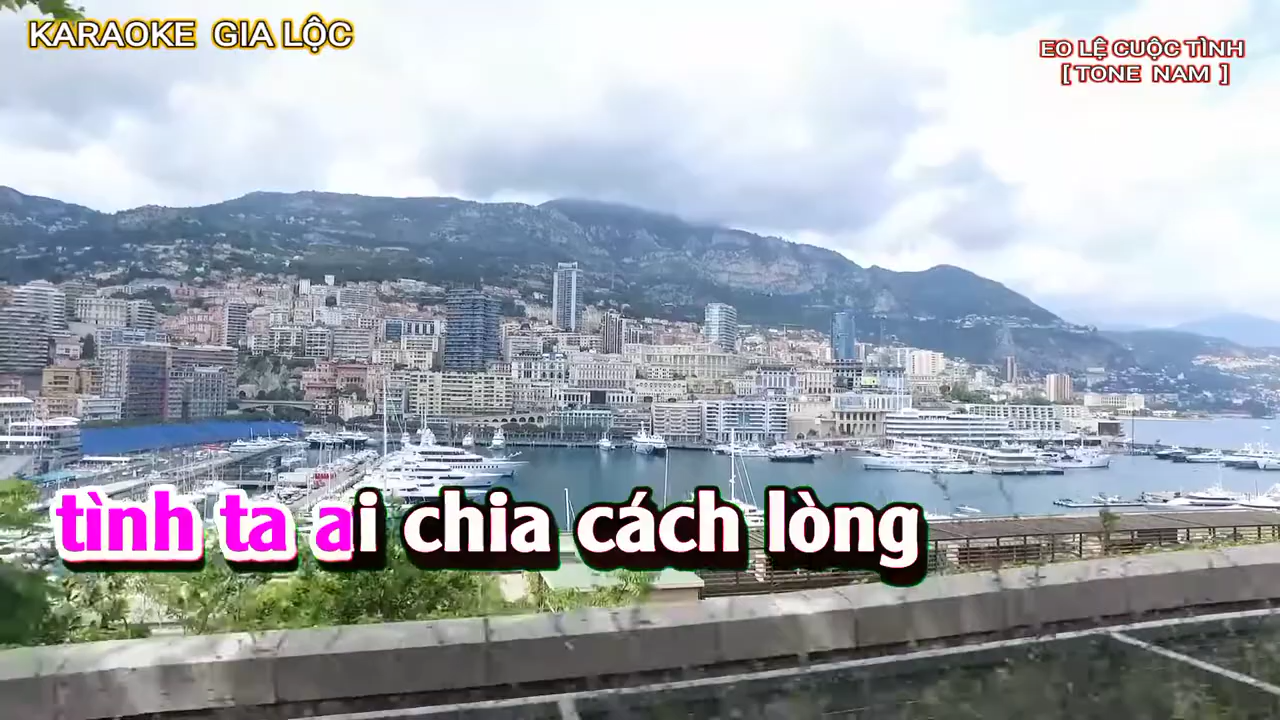 KARAOKE GIA LỘC
EO LỆ CUỘC TÌNH
[ TONE NAM ]
tình ta ai chia cách lòng